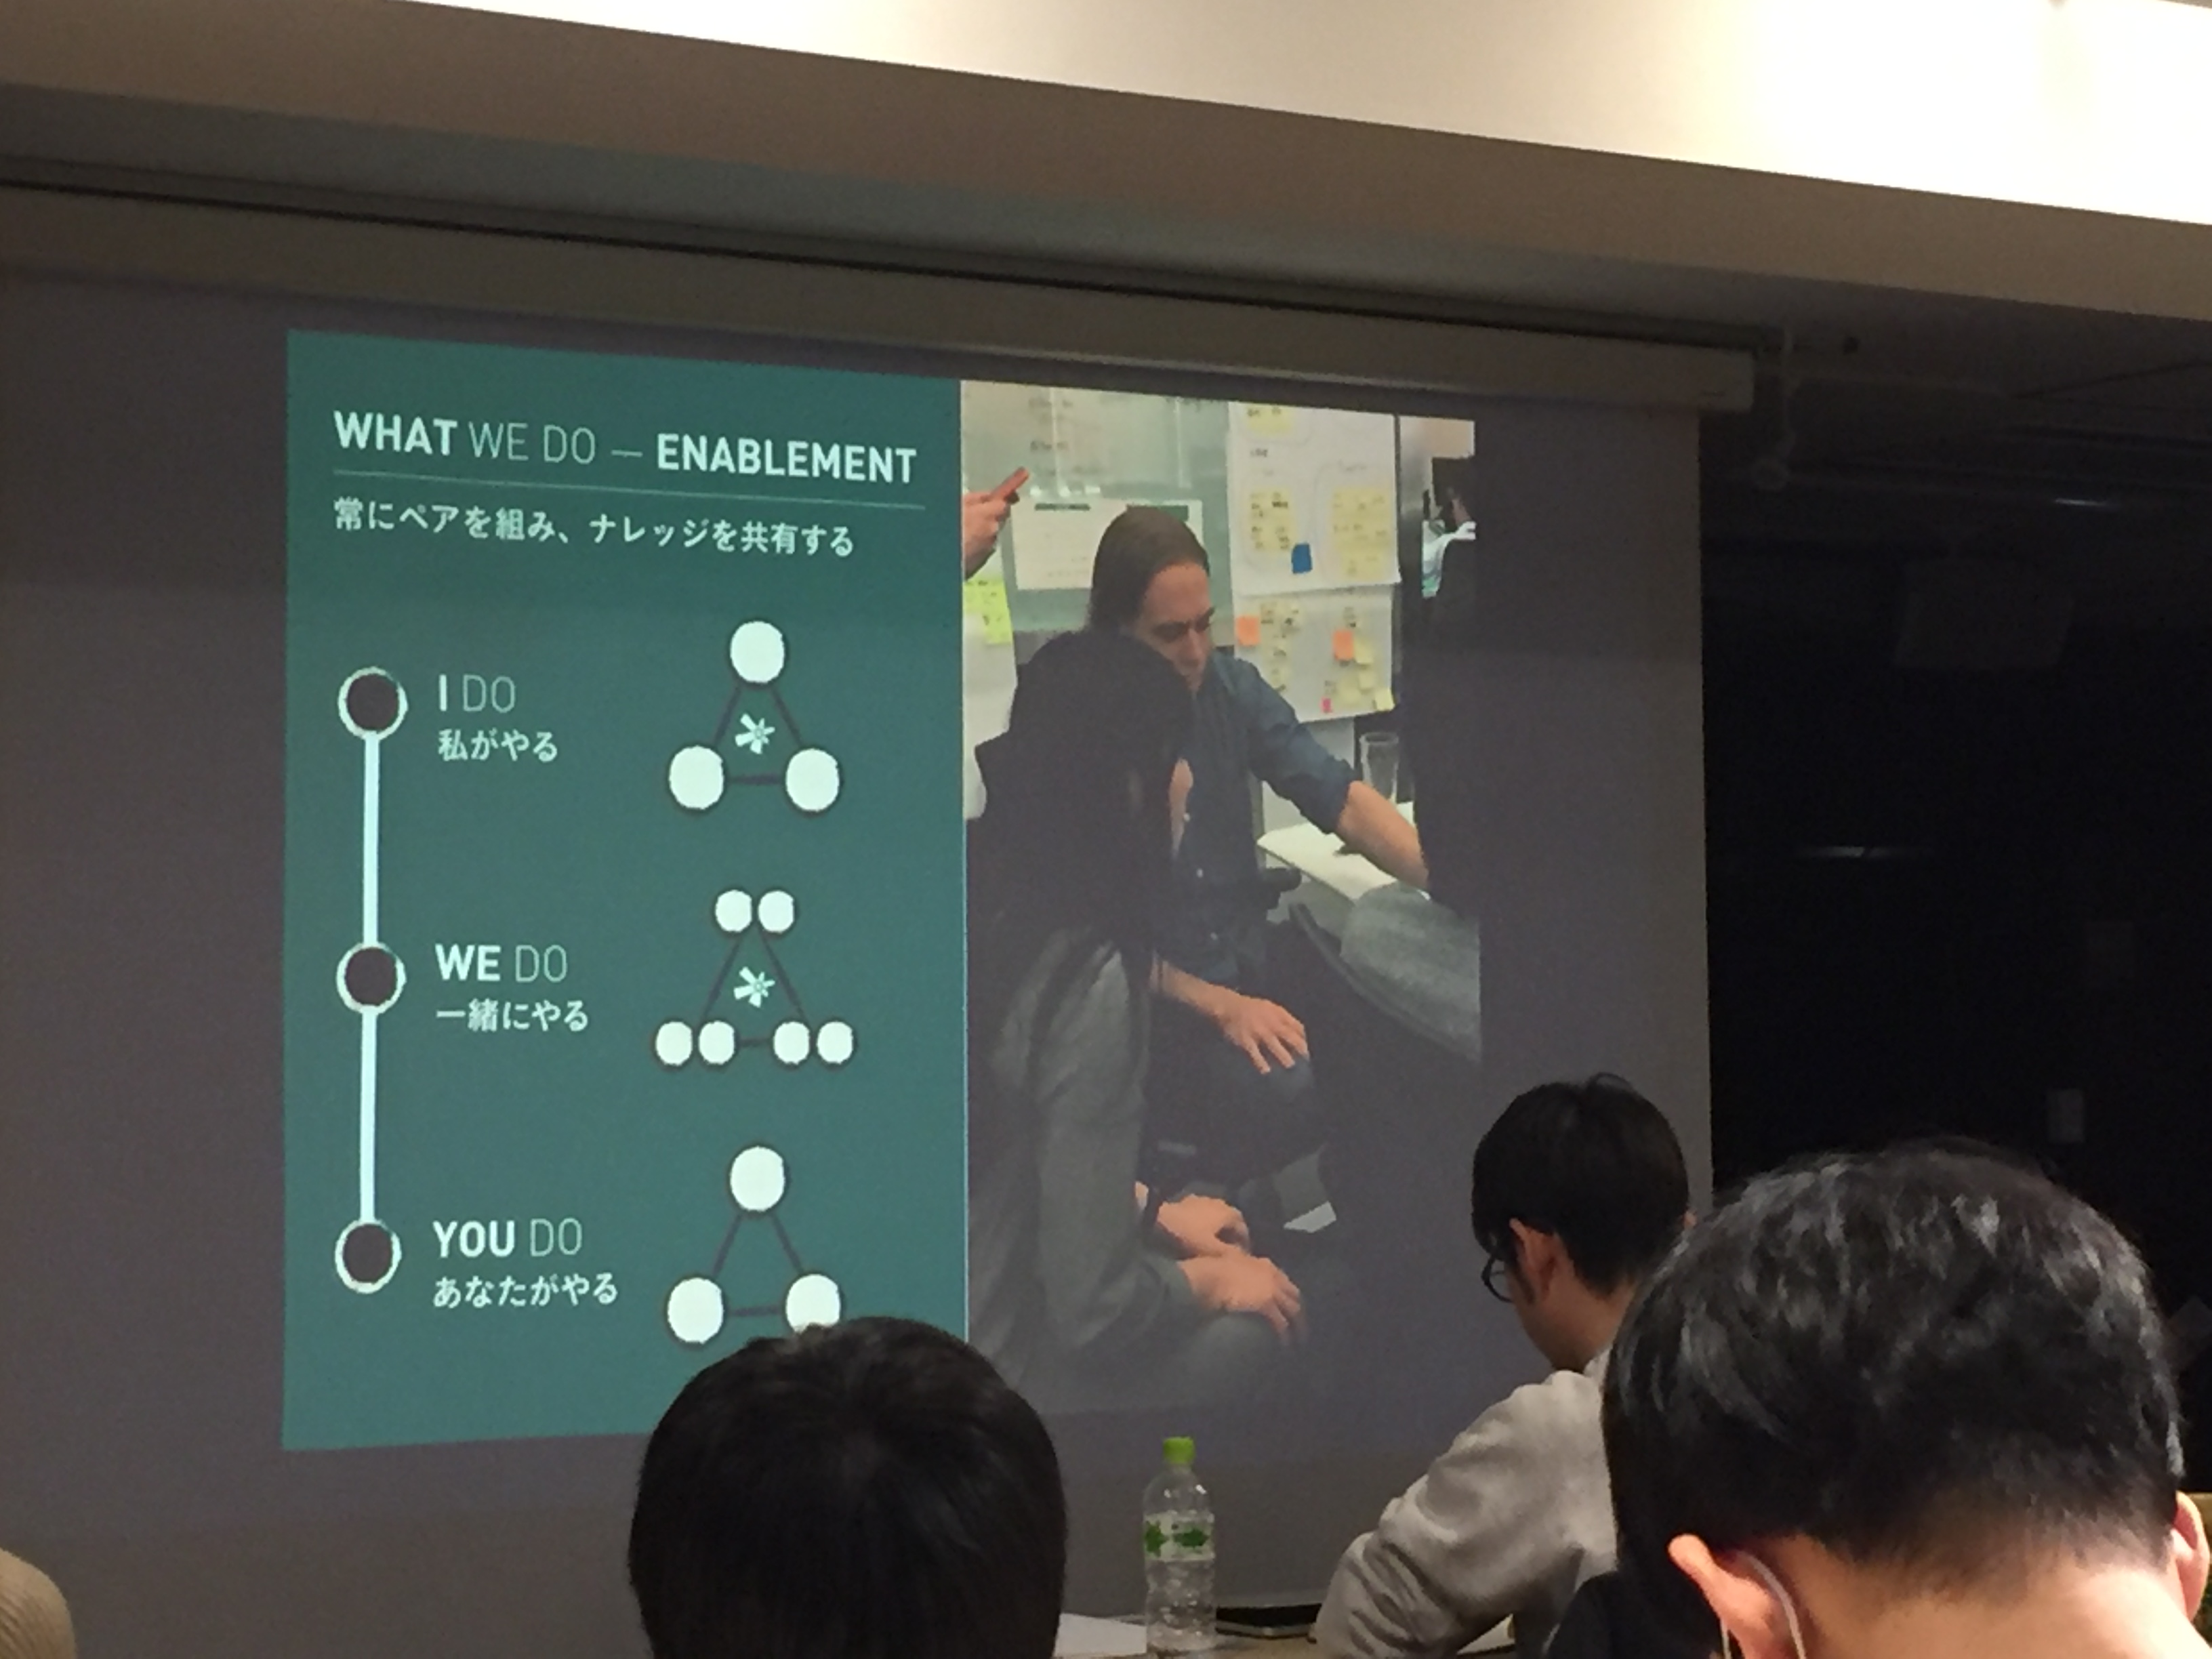 WHAT WE DO — ENABLEMENT
常にペアを組み、ナレッジを共有する
I DO
私がやる
WE DO
一緒にやる
YOU DO
あなたがやる